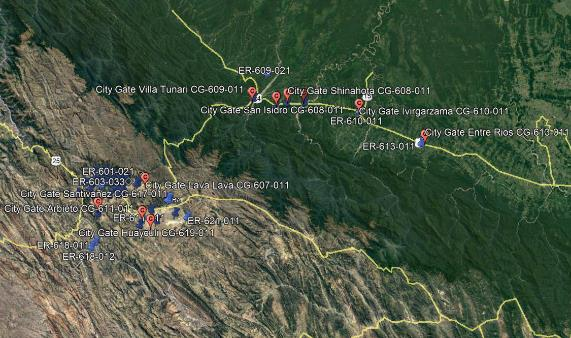 ER-609-021
City Gate Villa Tunari CG-609-011
City Gate Shinahota CG-608-011
City Gate San Isidro CG-608-011
City Gate Ivirgarzama CG-610-011
ER-610-011
City Gate Entre Rios CG-613-011
ER-613-011
25
ER-601-021
ER-603-033
City Gate Lava Lava CG-607-011
City Gate Santivañez CG-617-011
City Gate Arbieto CG-611-011
City Gate Huayculi CG-619-011
ER-618-011
ER-618-012